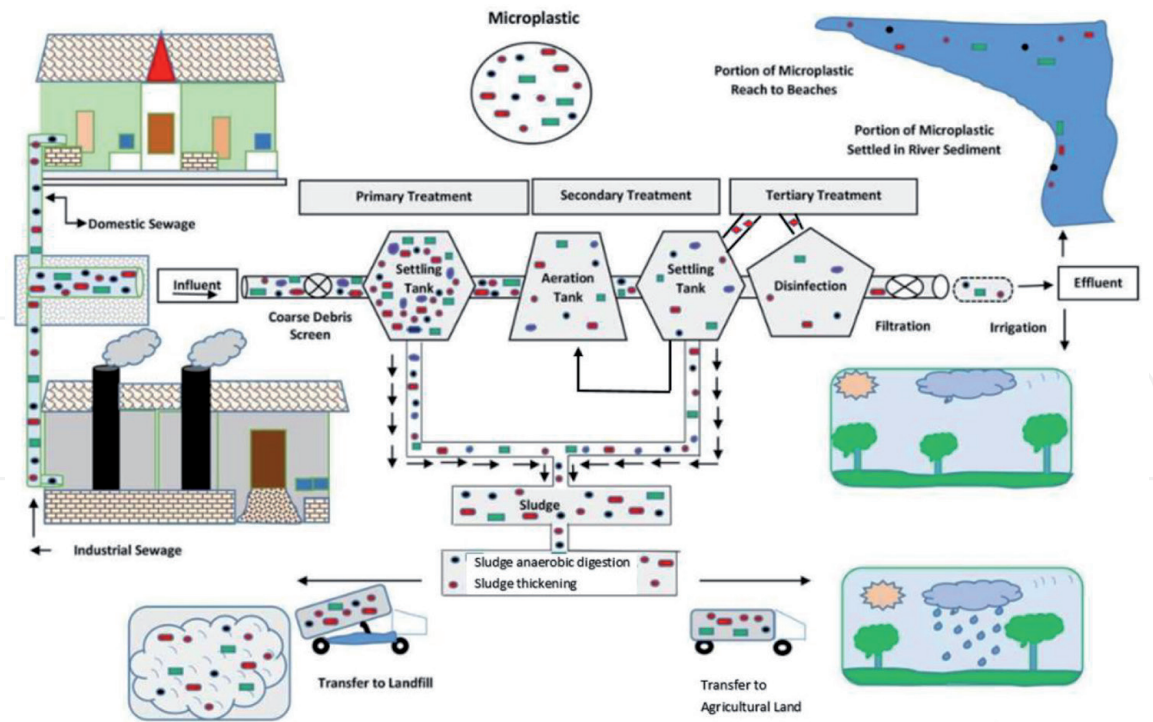 Microplastic
Portion of Microplastic
Reach to Beaches
Portion of Microplastic
Settled in River Sediment
Primary Treatment
Secondary Treatment
Tertiary Treatment
Domestic Sewage
Influent
Coarse Debris
Screen
Settling
Tank
Aeration
Tank
Settling
Tank
Disinfection
Filtration
Irrigation
Effluent
Industrial Sewage
Sludge
Sludge anaerobic digestion
Sludge thickening
Transfer to Landfill
Transfer to
Agricultural Land